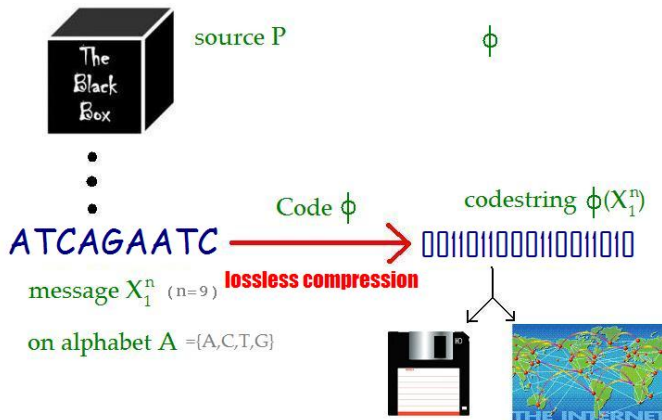 The
Black
Box
source P
ϕ
Code ϕ
codestring ϕ(X₁ⁿ)
ATCAGAATC
0011011000110011010
lossless compression
message X₁ⁿ (n=9)
on alphabet A ={A,C,T,G}
THE INTERNET